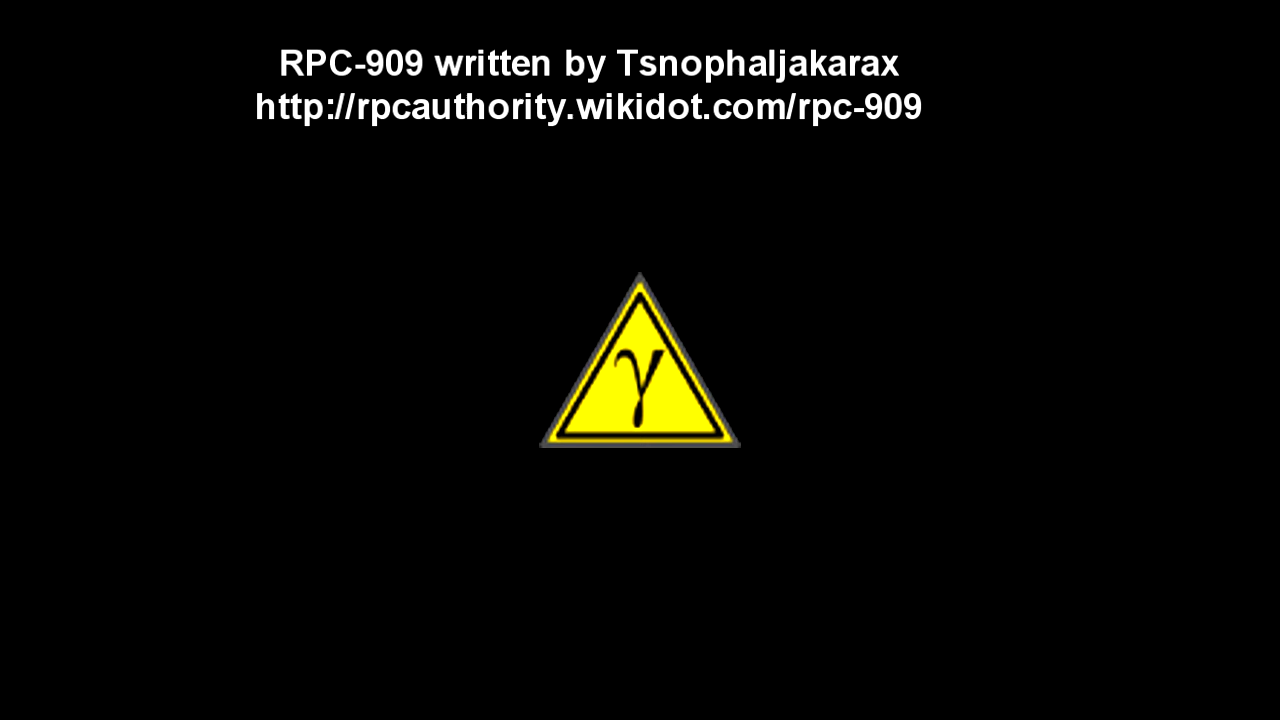 RPC-909 written by Tsnophaljakarax
http://rpcauthority.wikidot.com/rpc-909
γ